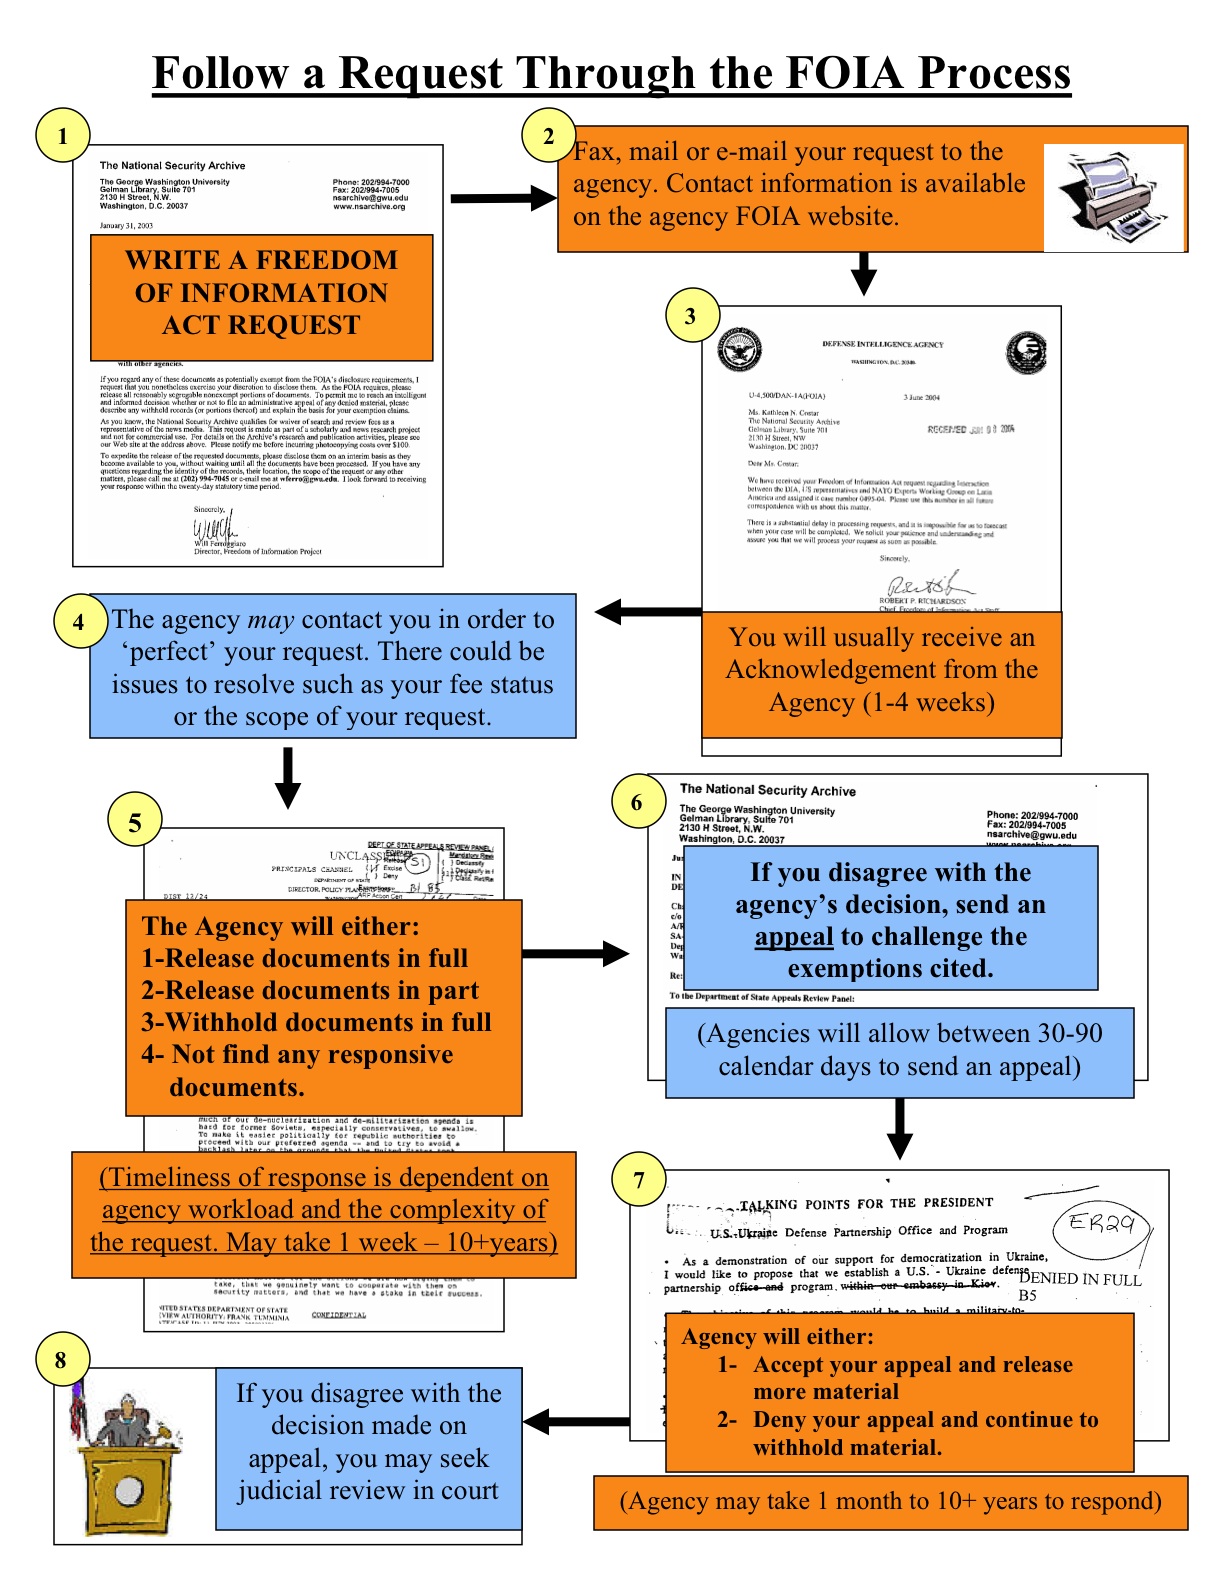 Follow a Request Through the FOIA Process
1
The National Security Archive
The George Washington University
Gelman Library, Suite 701
2130 H Street, N.W.
Washington, D.C. 20037
Phone: 202/994-7000
Fax: 202/994-7005
nsarchive@gwu.edu
www.nsarchive.org
January 31, 2003
WRITE A FREEDOM
OF INFORMATION
ACT REQUEST
with other agencies.
If you regard any of these documents as potentially exempt from the FOIA's disclosure requirements, I
request that you nonetheless exercise your discretion to disclose them. As the FOIA requires, please
release all reasonably segregable nonexempt portions of documents. To permit me to reach an intelligent
and informed decision whether or not to file an administrative appeal of any denied material, please
describe any withheld records (or portions thereof) and explain the basis for your exemption claims.
As you know, the National Security Archive qualifies for waiver of search and review fees as a
representative of the news media. This request is made as part of a scholarly and news research project
and not for commercial use. For details on the Archive's research and publication activities, please see
our Web site at the address above. Please notify me before incurring photocopying costs over $100.
To expedite the release of the requested documents, please disclose them on an interim basis as they
become available to you, without waiting until all the documents have been processed. If you have any
questions regarding the identity of the records, their location, the scope of the request or any other
matters, please call me at (202) 994-7045 or e-mail me at wferro@gwu.edu. I look forward to receiving
your response within the twenty-day statutory time period.
Sincerely,
Will Ferroggiaro
Director, Freedom of Information Project
2
Fax, mail or e-mail your request to the
agency. Contact information is available
on the agency FOIA website.
3
DEFENSE INTELLIGENCE AGENCY
WASHINGTON, D.C. 20340-
U-4,500/DAN-1A(FOIA)
3 June 2004
Ms. Kathleen N. Costar
The National Security Archive
Gelman Library, Suite 701
2130 H Street, NW
Washington, DC 20037
RECEIVED JUN 08 2004
Dear Ms. Costar:
We have received your Freedom of Information Act request regarding Interaction
between the DIA, US representatives and NATO Experts Working Group on Latin
America and assigned it case number 0495-04. Please use this number in all future
correspondence with us about this matter.
There is a substantial delay in processing requests, and it is impossible for us to forecast
when your case will be completed. We solicit your patience and understanding and
assure you that we will process your request as soon as possible.
Sincerely,
ROBERT P. RICHARDSON
Chief, Freedom of Information Act Staff
You will usually receive an
Acknowledgement from the
Agency (1-4 weeks)
4
The agency may contact you in order to
‘perfect’ your request. There could be
issues to resolve such as your fee status
or the scope of your request.
5
DEPT OF STATE APPEALS REVIEW PANEL
PRINCIPALS CHANNEL
Release
Excise
Deny
Mandatory Review
Declassify
DEPARTMENT OF STATE
DIRECTOR, POLICY PLANNING
B1 B5
DIST 12/24
The Agency will either:
1-Release documents in full
2-Release documents in part
3-Withhold documents in full
4- Not find any responsive
documents.
much of our de-nuclearization and de-militarization agenda is
hard for former Soviets, especially conservatives, to swallow.
To make it easier politically for republic authorities to
proceed with our preferred agenda -- and to try to avoid a
backlash later on the grounds that the United States took
(Timeliness of response is dependent on
agency workload and the complexity of
the request. May take 1 week – 10+years)
take, that we genuinely want to cooperate with them on
security matters, and that we have a stake in their success.
UNITED STATES DEPARTMENT OF STATE
REVIEW AUTHORITY: FRANK TUMMINIA
CONFIDENTIAL
6
The National Security Archive
The George Washington University
Gelman Library, Suite 701
2130 H Street, N.W.
Washington, D.C. 20037
Phone: 202/994-7000
Fax: 202/994-7005
nsarchive@gwu.edu
www.nsarchive.org
If you disagree with the
agency’s decision, send an
appeal to challenge the
exemptions cited.
Re:
To the Department of State Appeals Review Panel:
(Agencies will allow between 30-90
calendar days to send an appeal)
7
TALKING POINTS FOR THE PRESIDENT
ER29
U.S.-Ukraine Defense Partnership Office and Program
• As a demonstration of our support for democratization in Ukraine,
I would like to propose that we establish a U.S. - Ukraine defense
partnership office and program, within our embassy in Kiev.
DENIED IN FULL
B5
Agency will either:
1- Accept your appeal and release
more material
2- Deny your appeal and continue to
withhold material.
(Agency may take 1 month to 10+ years to respond)
8
If you disagree with the
decision made on
appeal, you may seek
judicial review in court